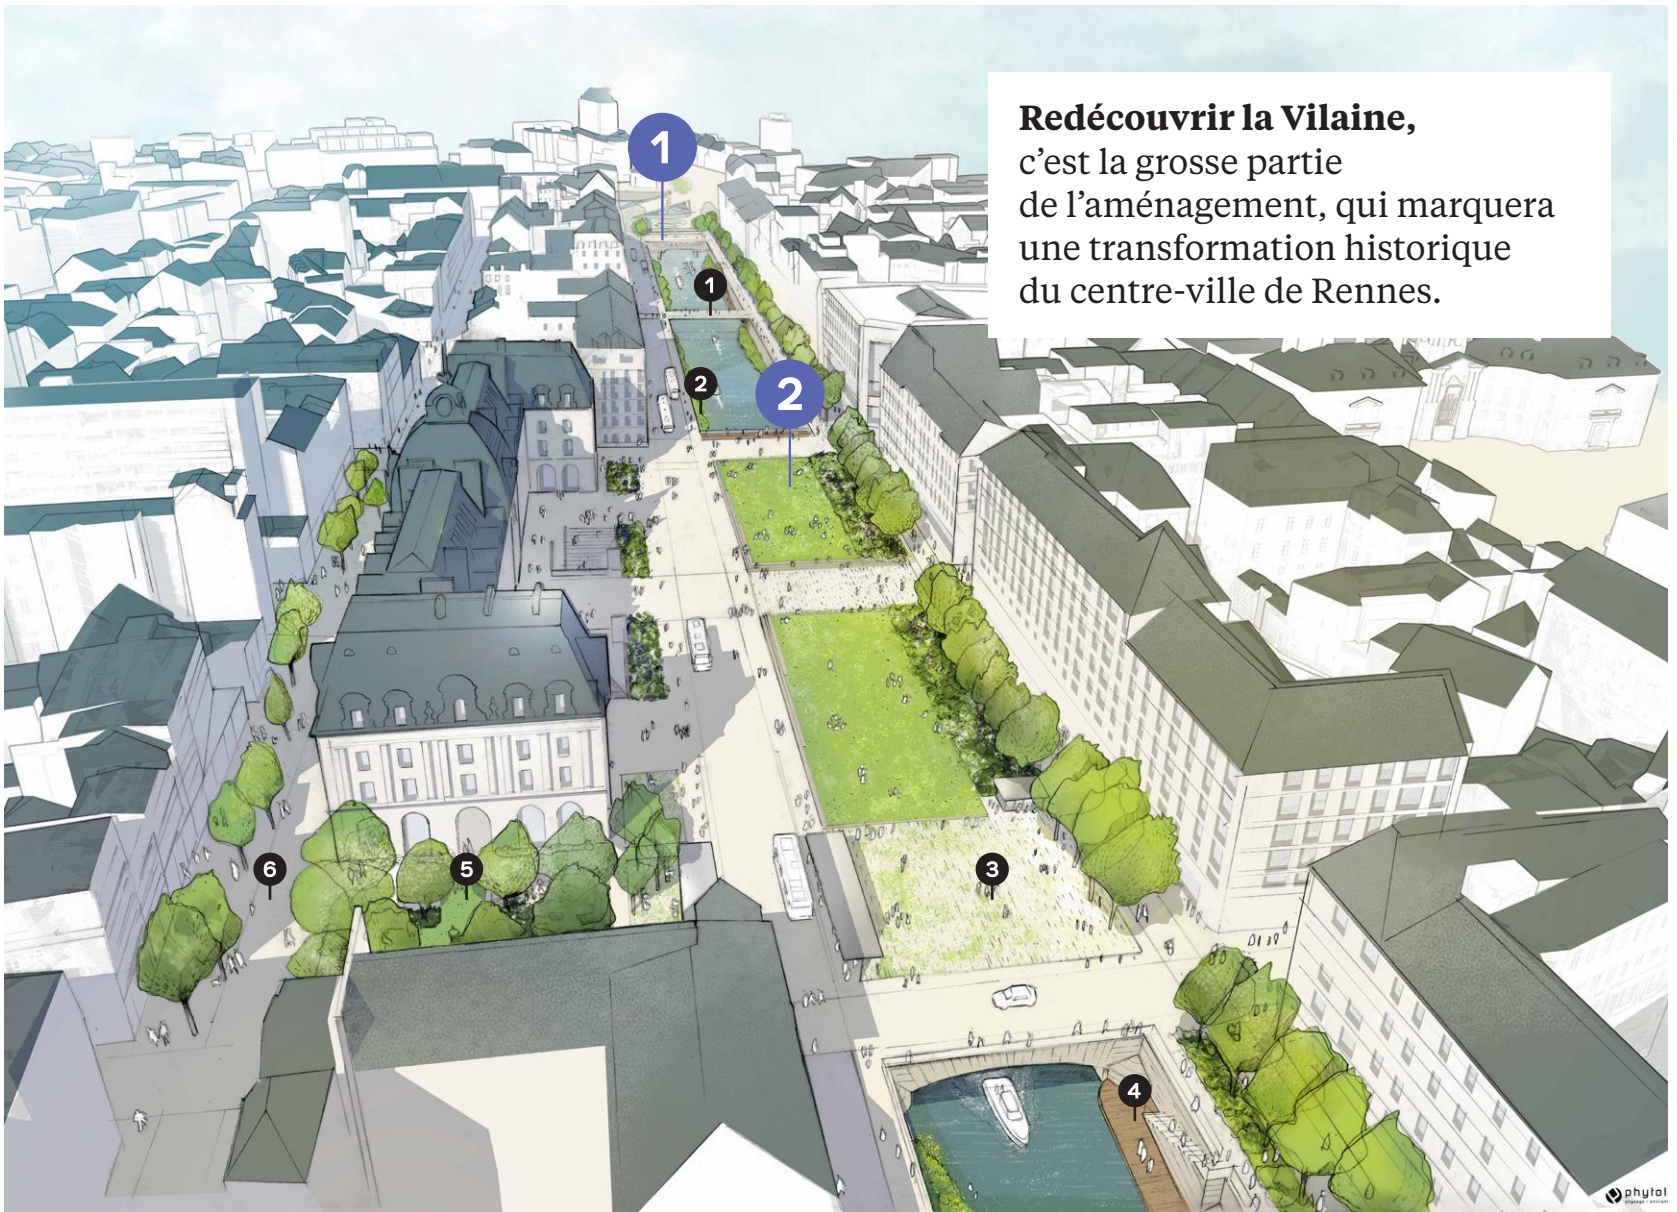 Redécouvrir la Vilaine,
c’est la grosse partie
de l’aménagement, qui marquera
une transformation historique
du centre-ville de Rennes.
1
1
2
2
3
6
5
4
phytol